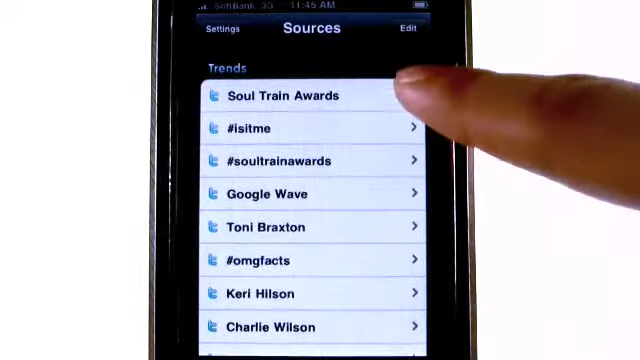 SoftBank 3G 11:45 AM
Settings Sources Edit
Trends
Soul Train Awards
#isitme
#soultrainawards
Google Wave
Toni Braxton
#omgfacts
Keri Hilson
Charlie Wilson